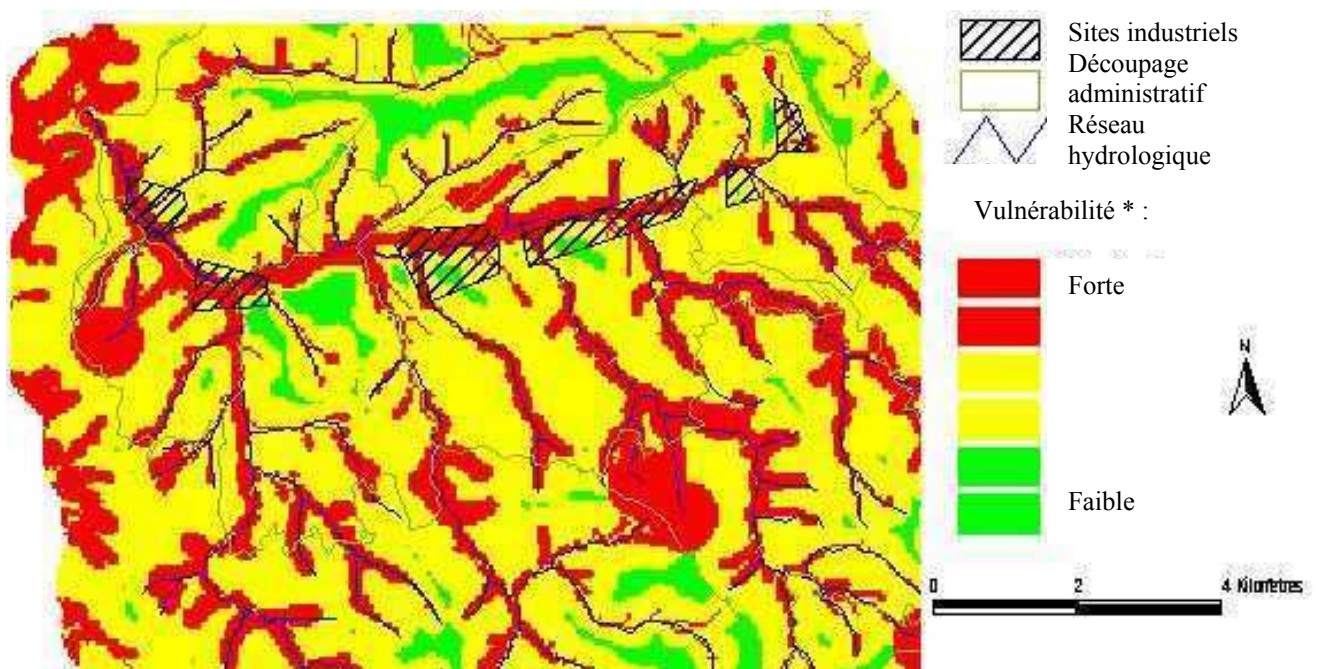 Sites industriels
Découpage
administratif
Réseau
hydrologique
Vulnérabilité * :
Forte
Faible
N
0 2 4 Kilomètres